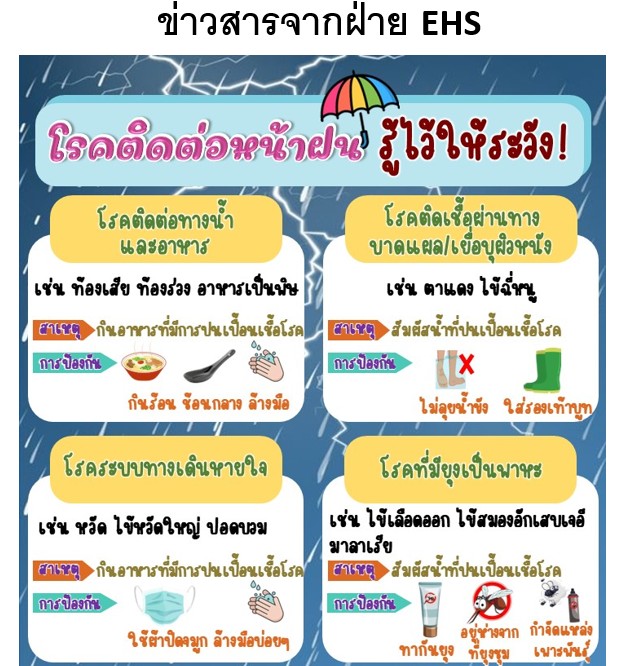 ข่าวสารจากฝ่าย EHS
โรคติดต่อหน้าฝน รู้ไว้ให้ระวัง!
โรคติดต่อทางน้ำ
และอาหาร
เช่น ท้องเสีย ท้องร่วง อาหารเป็นพิษ
สาเหตุ กินอาหารที่มีการปนเปื้อนเชื้อโรค
การป้องกัน
กินร้อน ช้อนกลาง ล้างมือ
โรคติดเชื้อผ่านทาง
บาดแผล/เยื่อบุผิวหนัง
เช่น ตาแดง ไข้ฉี่หนู
สาเหตุ สัมผัสน้ำที่ปนเปื้อนเชื้อโรค
การป้องกัน
ไม่ลุยน้ำขัง ใส่รองเท้าบูท
โรคระบบทางเดินหายใจ
เช่น หวัด ไข้หวัดใหญ่ ปอดบวม
สาเหตุ กินอาหารที่มีการปนเปื้อนเชื้อโรค
การป้องกัน
ใช้ผ้าปิดจมูก ล้างมือบ่อยๆ
โรคที่มียุงเป็นพาหะ
เช่น ไข้เลือดออก ไข้สมองอักเสบเจอี
มาลาเรีย
สาเหตุ สัมผัสน้ำที่ปนเปื้อนเชื้อโรค
การป้องกัน
ทากันยุง
อยู่ห่างจาก
ที่ยุงชุม
กำจัดแหล่ง
เพาะพันธุ์